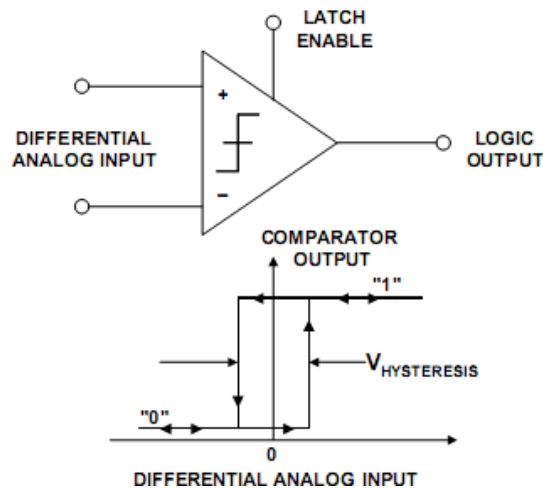 LATCH
ENABLE
+
DIFFERENTIAL
ANALOG INPUT
LOGIC
OUTPUT
−
COMPARATOR
OUTPUT
"1"
VHYSTERESIS
"0"
0
DIFFERENTIAL ANALOG INPUT